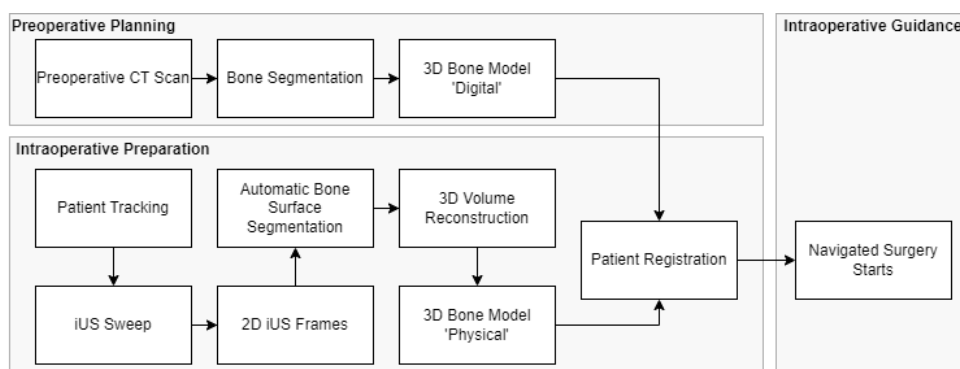 Preoperative Planning
Preoperative CT Scan
Bone Segmentation
3D Bone Model
'Digital'
Intraoperative Preparation
Patient Tracking
Automatic Bone
Surface
Segmentation
3D Volume
Reconstruction
iUS Sweep
2D iUS Frames
3D Bone Model
'Physical'
Patient Registration
Intraoperative Guidance
Navigated Surgery
Starts